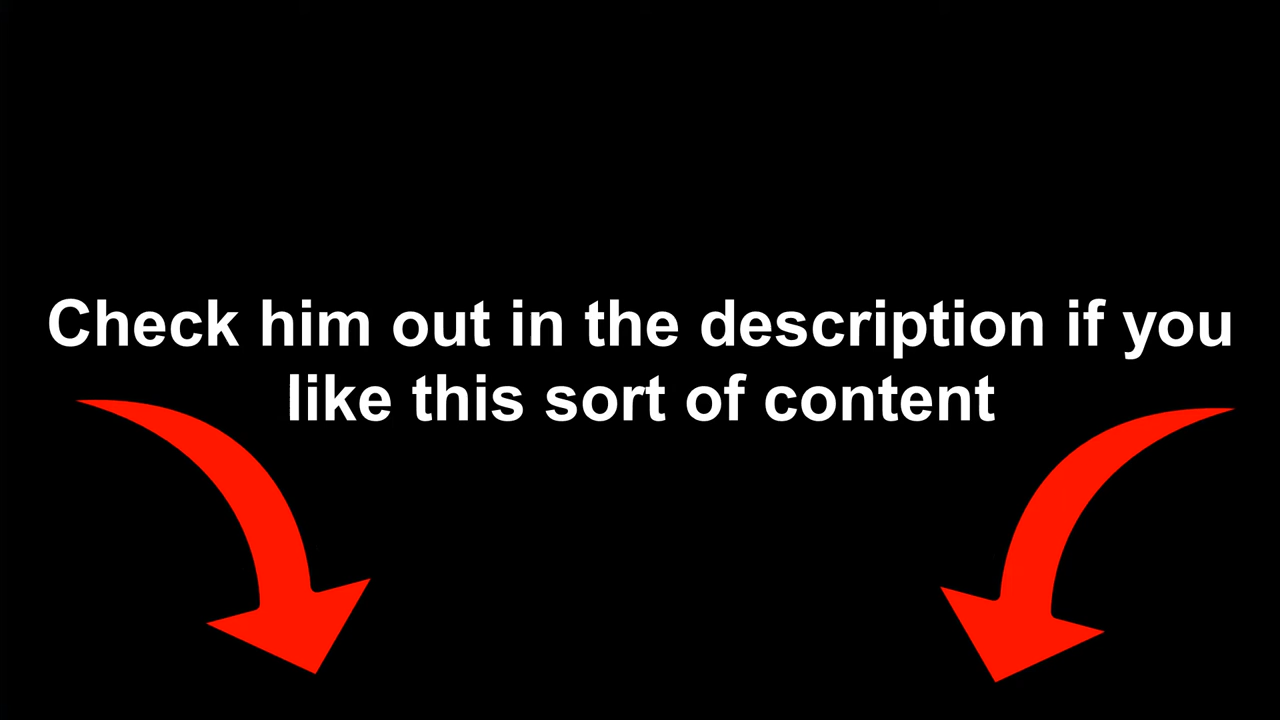 Check him out in the description if you
like this sort of content